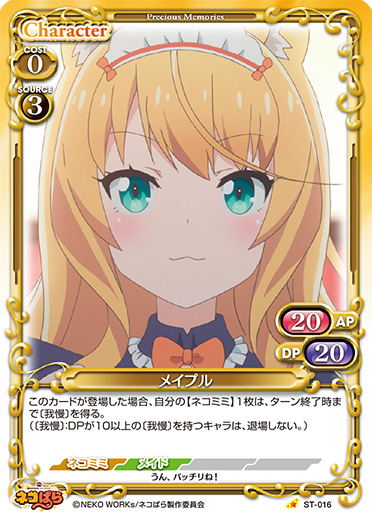 Precious Memories
Character
COST
0
SOURCE
3
20 AP
DP 20
メイプル
このカードが登場した場合、自分の【ネコミミ】1枚は、ターン終了時ま
で〔我慢〕を得る。
(〔我慢〕:DPが10以上の〔我慢〕を持つキャラは、退場しない。)
ネコミミ メイド
うん、バッチリね!
ネコぱら
©NEKO WORKs/ネコぱら製作委員会
ST-016